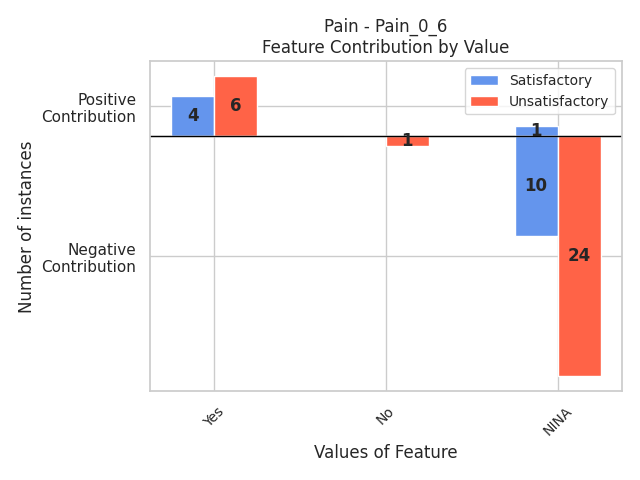 Pain - Pain_0_6
Feature Contribution by Value
Satisfactory
Unsatisfactory
Positive
Contribution
Negative
Contribution
Number of instances
4
6
1
1
10
24
Yes
No
NINA
Values of Feature